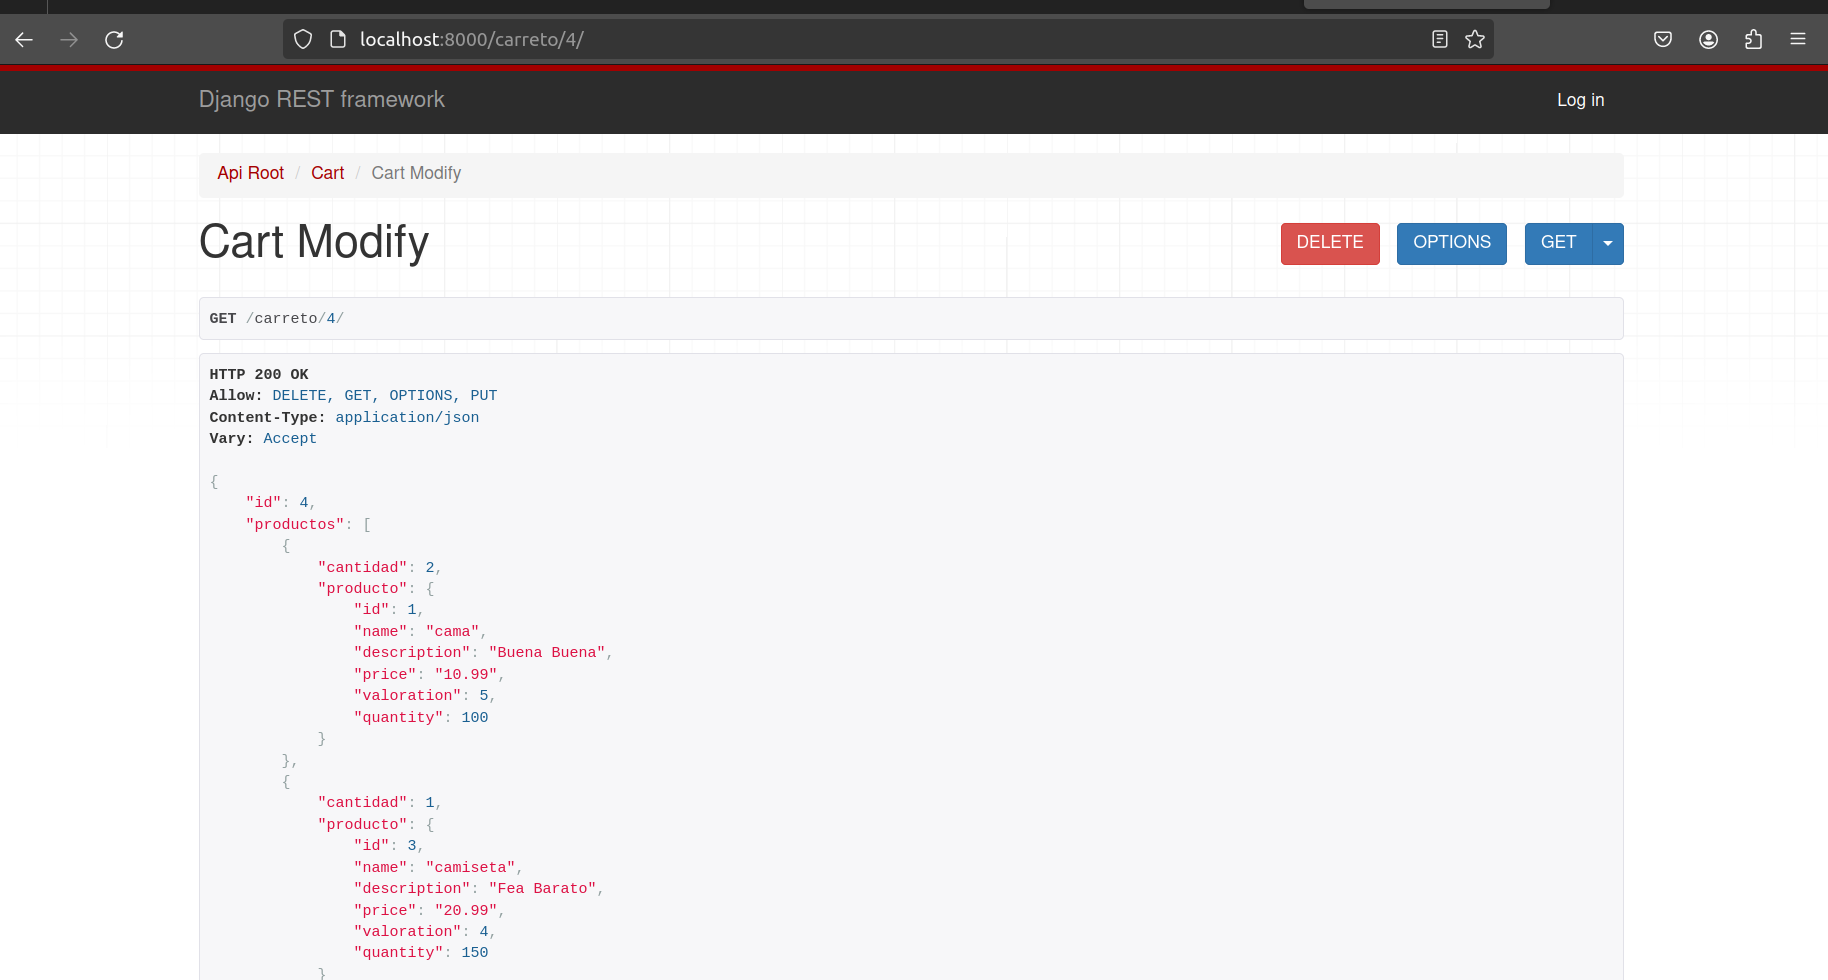 localhost:8000/carreto/4/
Django REST framework
Log in
Api Root / Cart / Cart Modify
Cart Modify
DELETE
OPTIONS
GET
GET /carreto/4/
HTTP 200 OK
Allow: DELETE, GET, OPTIONS, PUT
Content-Type: application/json
Vary: Accept
{
    "id": 4,
    "productos": [
        {
            "cantidad": 2,
            "producto": {
                "id": 1,
                "name": "cama",
                "description": "Buena Buena",
                "price": "10.99",
                "valoration": 5,
                "quantity": 100
            }
        },
        {
            "cantidad": 1,
            "producto": {
                "id": 3,
                "name": "camiseta",
                "description": "Fea Barato",
                "price": "20.99",
                "valoration": 4,
                "quantity": 150
            }